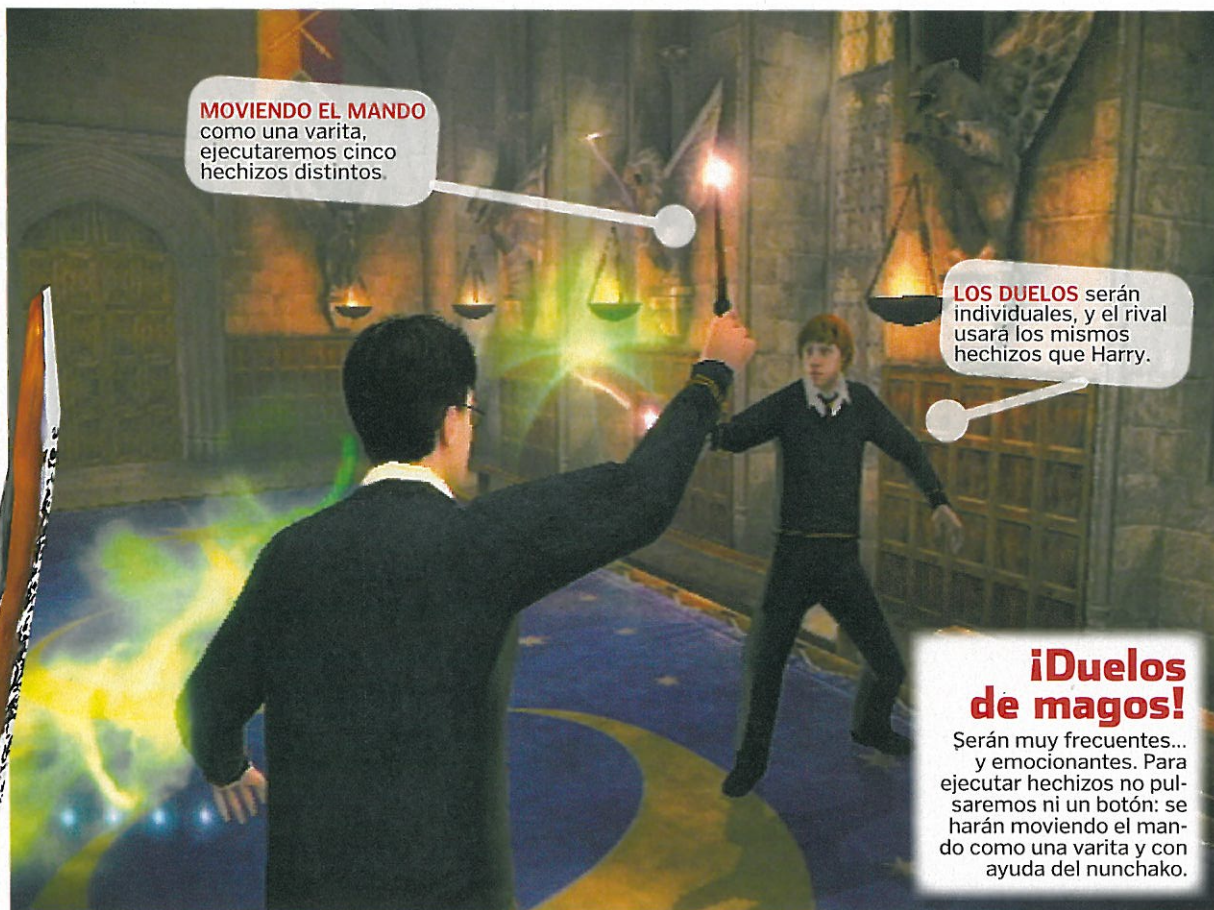 MOVIENDO EL MANDO
como una varita,
ejecutaremos cinco
hechizos distintos.
LOS DUELOS serán
individuales, y el rival
usará los mismos
hechizos que Harry.
¡Duelos
de magos!
Serán muy frecuentes...
y emocionantes. Para
ejecutar hechizos no pul-
saremos ni un botón: se
harán moviendo el man-
do como una varita y con
ayuda del nunchako.